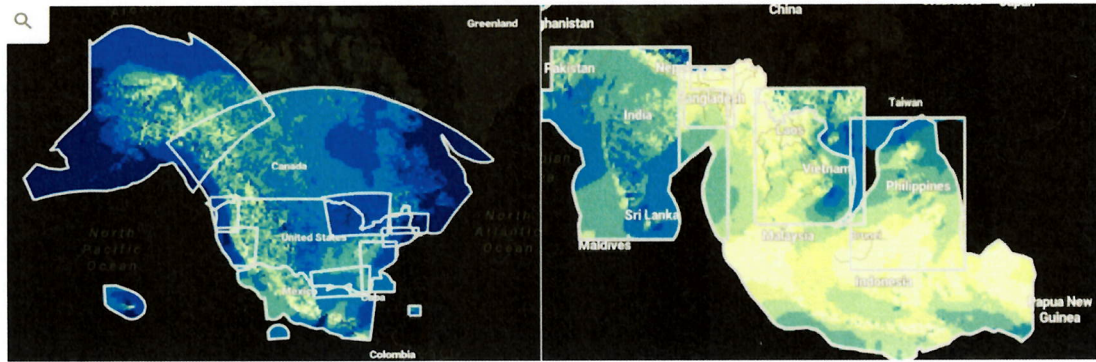 Greenland
Canada
United States
North
Pacific
Ocean
North
Atlantic
Ocean
Mexico
Cuba
Colombia
China
Pakistan
India
Bangladesh
Laos
Taiwan
Vietnam
Philippines
Sri Lanka
Maldives
Malaysia
Indonesia
Papua New
Guinea